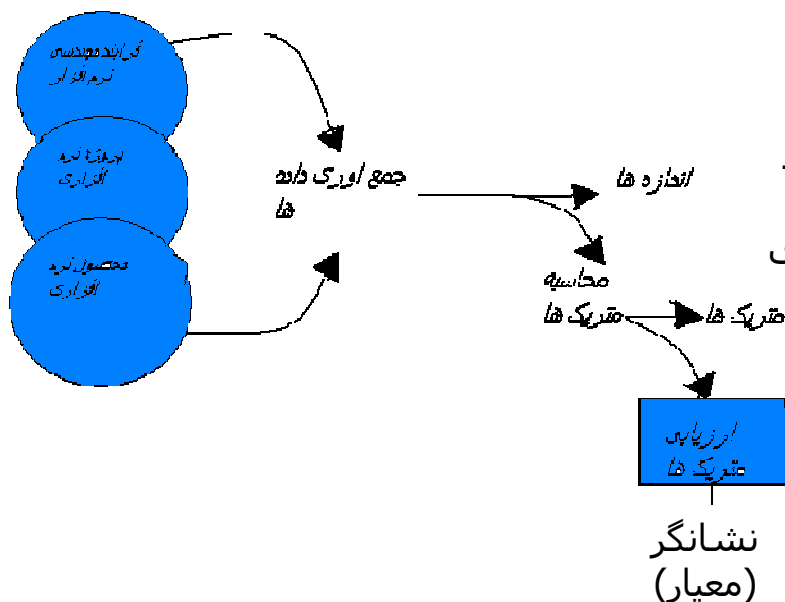 فرایند مهندسی
نرم افزار
پروژه نرم
افزاری
محصول نرم
افزاری
جمع اوری داده
ها
اندازه ها
محاسبه
متریک ها
متریک ها
ارزیابی
متریک ها
نشانگر
(معیار)